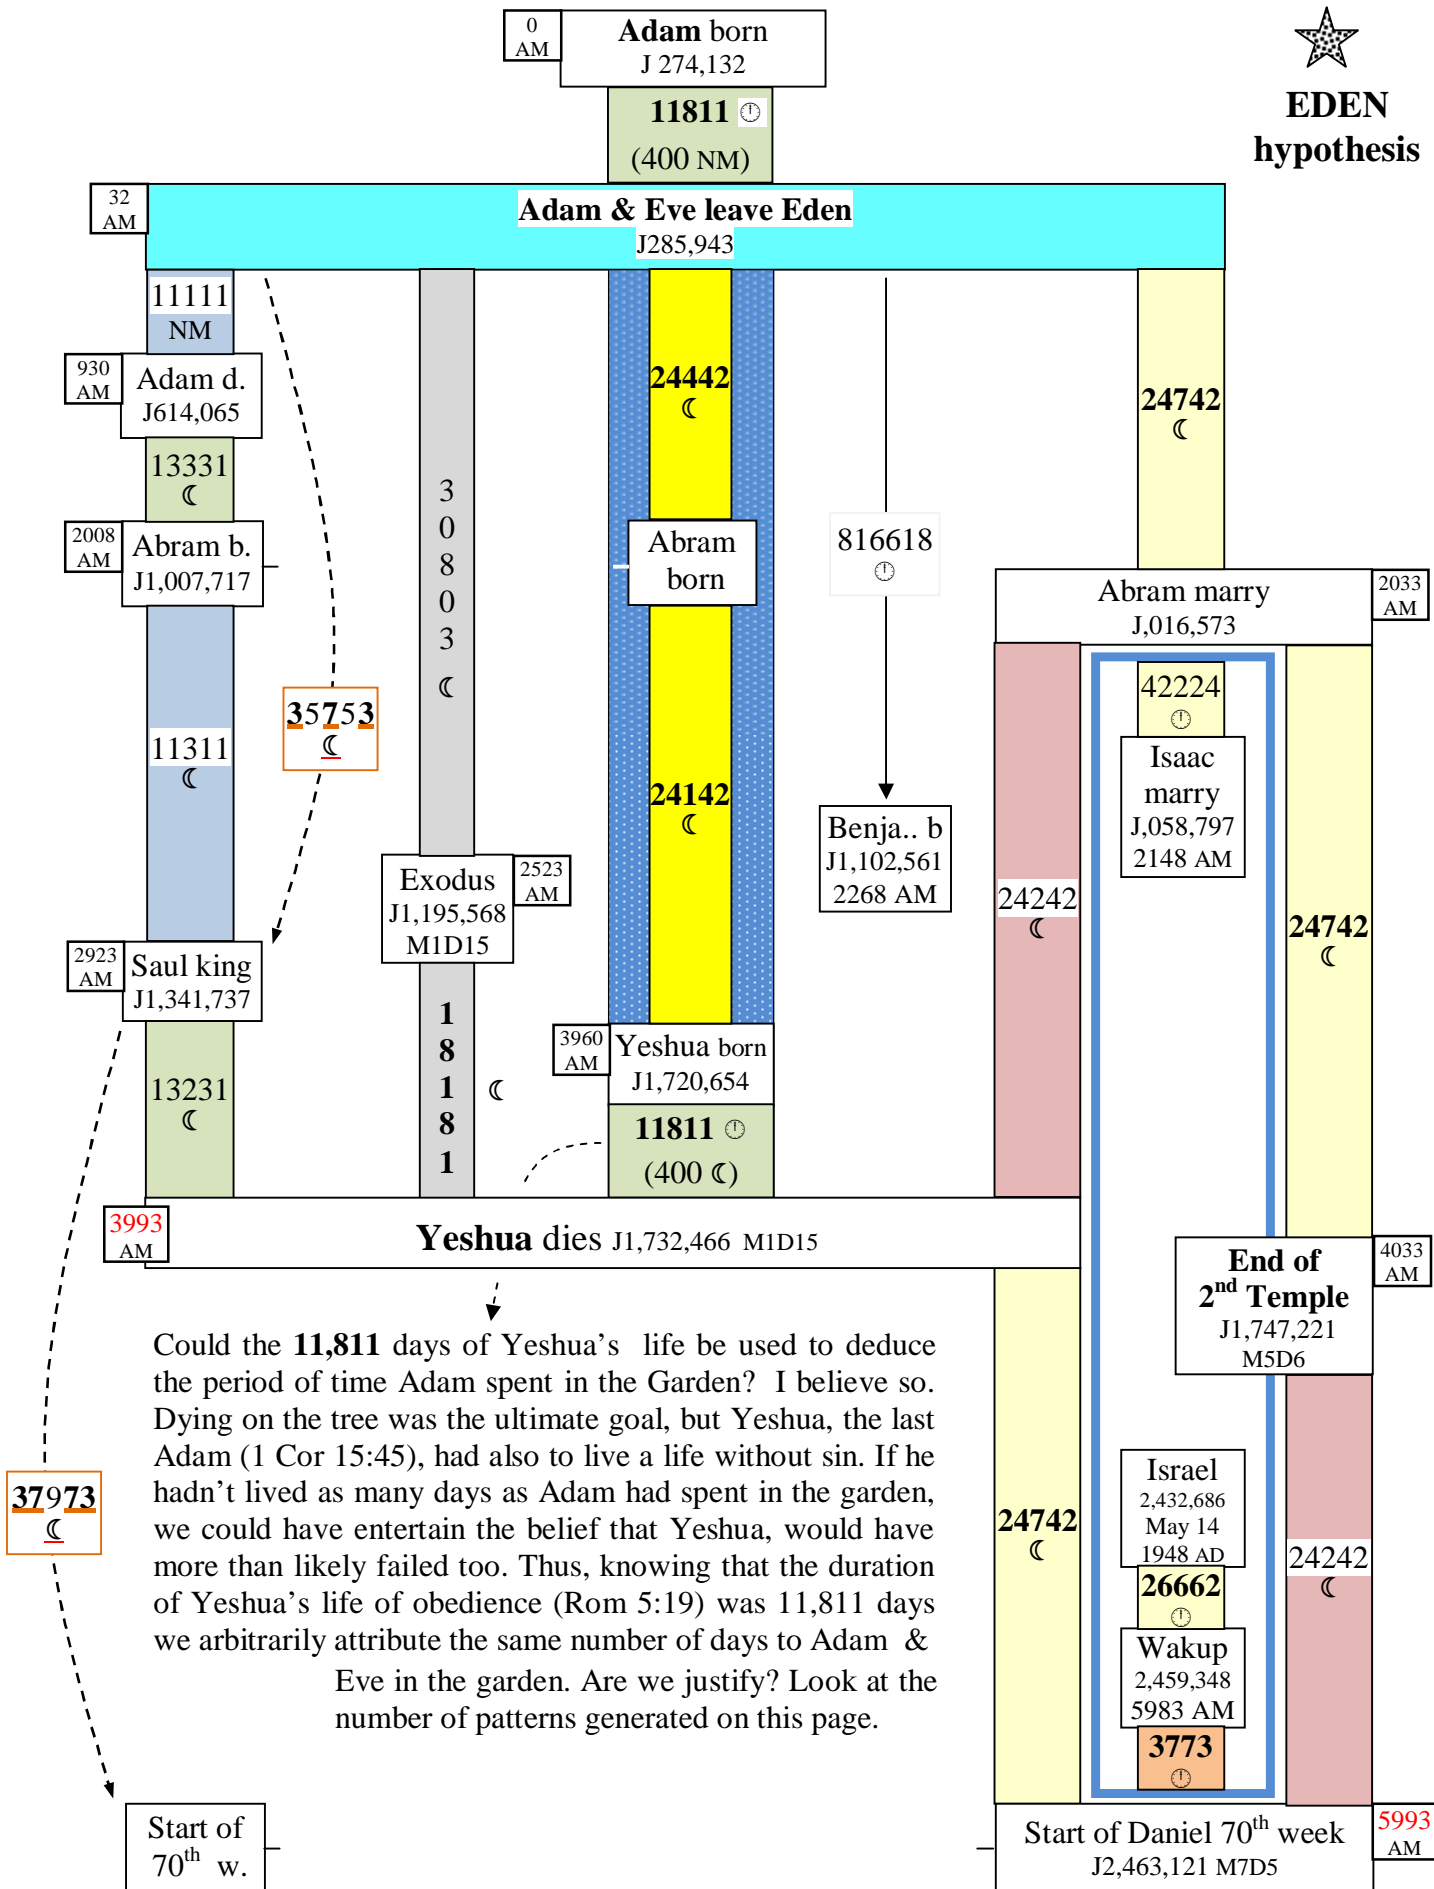 0
AM
Adam born
J 274,132
EDEN
hypothesis
11811
(400 NM)
32
AM
Adam & Eve leave Eden
J285,943
11111
NM
930
AM
Adam d.
J614,065
13331
☾
2008
AM
Abram b.
J1,007,717
11311
☾
35753
☾
2923
AM
Saul king
J1,341,737
13231
☾
37973
☾
3
0
8
0
3
☾
Exodus
J1,195,568
M1D15
2523
AM
1
8
1
8
1
☾
24442
☾
Abram
born
24142
☾
3960
AM
Yeshua born
J1,720,654
11811
(400 ☾)
816618
Benja.. b
J1,102,561
2268 AM
24742
☾
Abram marry
J,016,573
2033
AM
24242
☾
42224
Isaac
marry
J,058,797
2148 AM
24742
☾
3993
AM
Yeshua dies J1,732,466 M1D15
End of
2nd Temple
J1,747,221
M5D6
4033
AM
Could the 11,811 days of Yeshua’s life be used to deduce
the period of time Adam spent in the Garden? I believe so.
Dying on the tree was the ultimate goal, but Yeshua, the last
Adam (1 Cor 15:45), had also to live a life without sin. If he
hadn’t lived as many days as Adam had spent in the garden,
we could have entertain the belief that Yeshua, would have
more than likely failed too. Thus, knowing that the duration
of Yeshua’s life of obedience (Rom 5:19) was 11,811 days
we arbitrarily attribute the same number of days to Adam &
Eve in the garden. Are we justify? Look at the
number of patterns generated on this page.
24742
☾
Israel
2,432,686
May 14
1948 AD
26662
Wakup
2,459,348
5983 AM
3773
24242
☾
Start of
70th w.
Start of Daniel 70th week
J2,463,121 M7D5
5993
AM